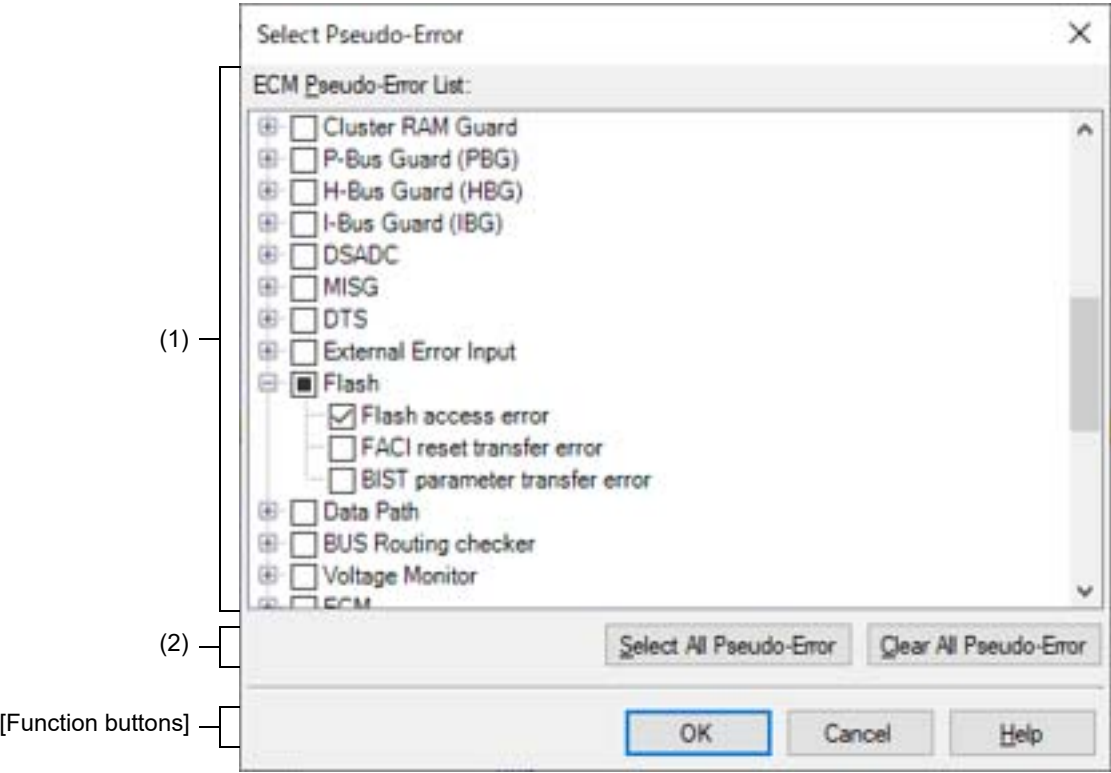 Select Pseudo-Error
ECM Pseudo-Error List:
Cluster RAM Guard
P-Bus Guard (PBG)
H-Bus Guard (HBG)
I-Bus Guard (IBG)
DSADC
MISG
DTS
(1)
External Error Input
Flash
Flash access error
FACI reset transfer error
BIST parameter transfer error
Data Path
BUS Routing checker
Voltage Monitor
ECM
(2)
Select All Pseudo-Error Clear All Pseudo-Error
[Function buttons]
OK Cancel Help